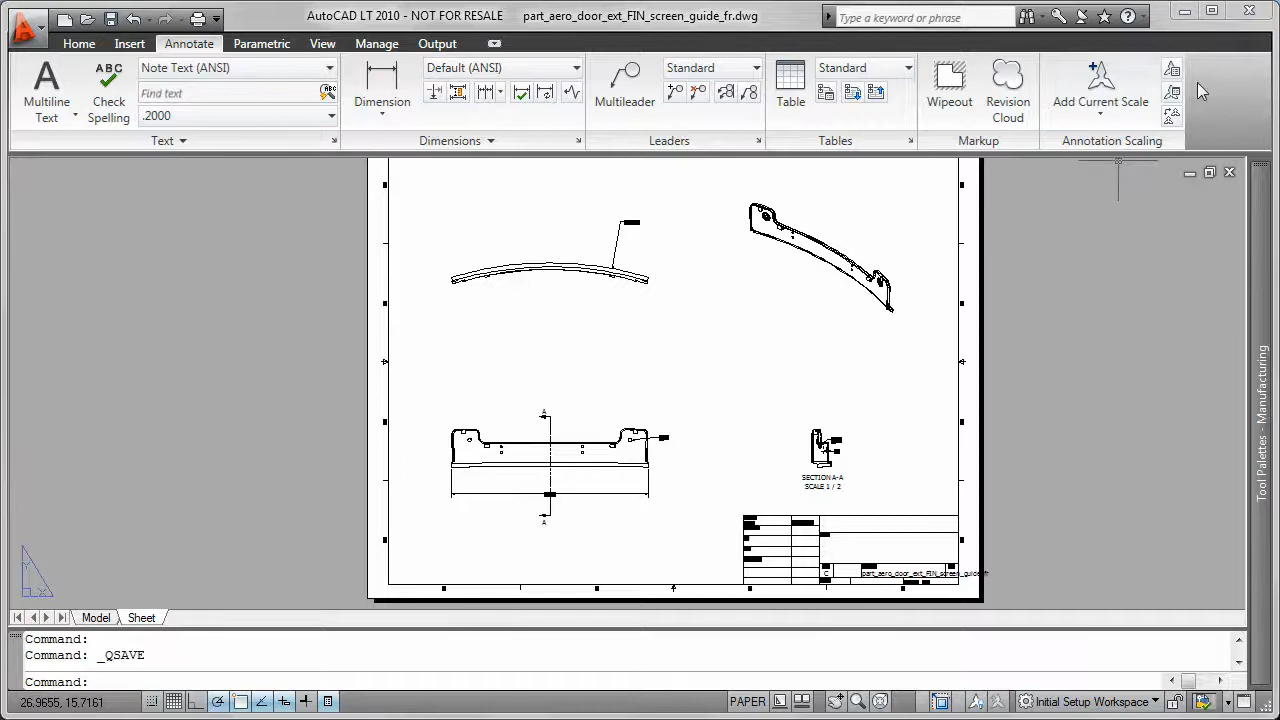 AutoCAD LT 2010 - NOT FOR RESALE part_aero_door_ext_FIN_screen_guide_fr.dwg
Type a keyword or phrase
Home Insert Annotate Parametric View Manage Output
Multiline Text
ABC
Check Spelling
Note Text (ANSI)
Find text
.2000
Text
Dimension
Default (ANSI)
Dimensions
Multileader
Standard
Leaders
Table
Standard
Tables
Wipeout
Revision Cloud
Markup
Add Current Scale
Annotation Scaling
Tool Palettes - Manufacturing
A
A
SECTION A-A
SCALE 1 / 2
C
part_aero_door_ext_FIN_screen_guide_fr
Y
X
Model Sheet
Command:
Command: _QSAVE
Command:
26.9655, 15.7161
PAPER
Initial Setup Workspace